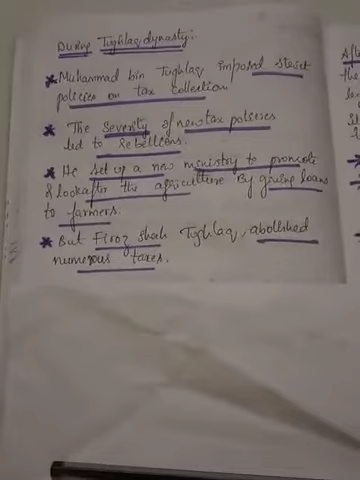 During Tughlaq dynasty:
* Muhammad bin Tughlaq imposed strict
policies on tax collection
* The Severity of new tax policies
led to Rebellions.
* He set up a new ministry to promote
& look after the agriculture By giving loans
to farmers.
* But Firoz shah Tughlaq, abolished
numerous taxes.